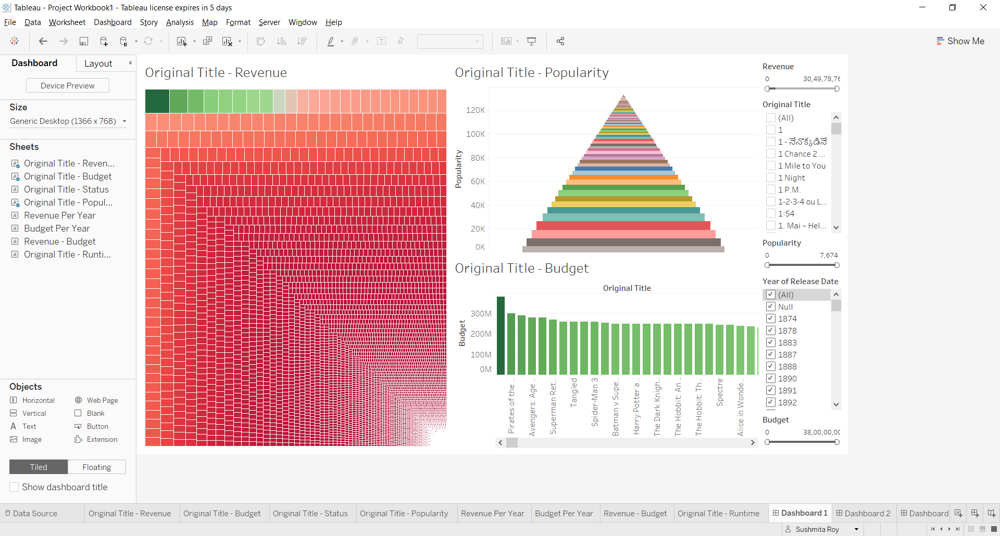 Tableau - Project Workbook1 - Tableau license expires in 5 days
File Data Worksheet Dashboard Story Analysis Map Format Server Window Help
Show Me
Dashboard
Layout
Device Preview
Size
Generic Desktop (1366 x 768)
Sheets
Original Title - Reven...
Original Title - Budget
Original Title - Status
Original Title - Popul...
Revenue Per Year
Budget Per Year
Revenue - Budget
Original Title - Runti...
Objects
Horizontal
Web Page
Vertical
Blank
Text
Button
Image
Extension
Tiled
Floating
Show dashboard title
Original Title - Revenue
Original Title - Popularity
Popularity
120K
100K
80K
60K
40K
20K
0K
Original Title - Budget
Original Title
Budget
300M
200M
100M
0M
Pirates of the ..
Avengers: Age ..
Superman Ret..
Tangled
Spider-Man 3
Batman v Supe..
Harry Potter a..
The Dark Knigh..
The Hobbit: An ..
The Hobbit: Th..
Spectre
Alice in Wonde..
Revenue
0
30,49,78,76
Original Title
(All)
1
1 - నేనొక్కడినే
1 Chance 2 ...
1 Mile to You
1 Night
1 P.M.
1-2-3-4 ou L...
1:54
1. Mai – Hel...
Popularity
0
7,674
Year of Release Date
(All)
Null
1874
1878
1883
1887
1888
1890
1891
1892
Budget
0
38,00,00,00
Data Source
Original Title - Revenue
Original Title - Budget
Original Title - Status
Original Title - Popularity
Revenue Per Year
Budget Per Year
Revenue - Budget
Original Title - Runtime
Dashboard 1
Dashboard 2
Dashboard
Sushmita Roy